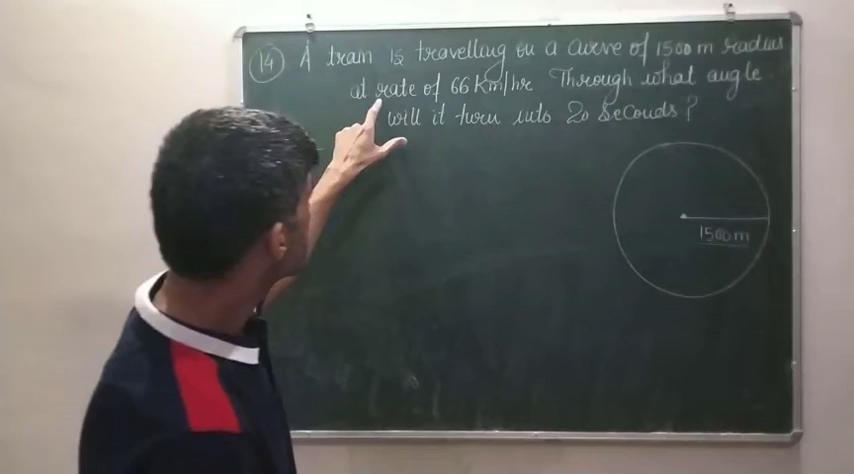 14 A train is travelling on a curve of 1500 m radius
at rate of 66 Km/hr Through what angle
will it turn into 20 Seconds?
1500m